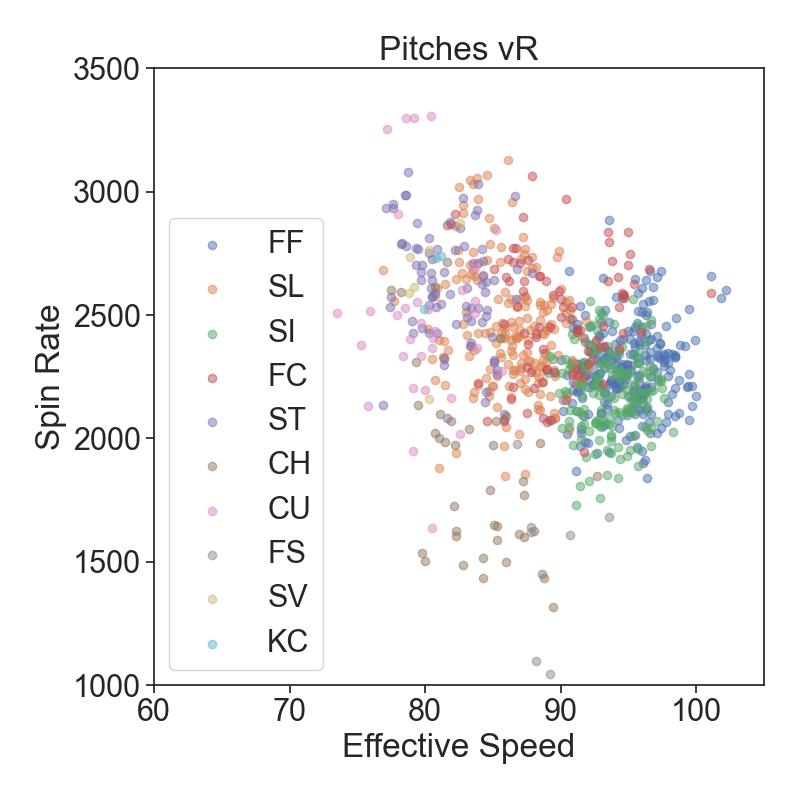 Pitches vR
3500
3000
2500
2000
1500
1000
Spin Rate
FF
SL
SI
FC
ST
CH
CU
FS
SV
KC
60 70 80 90 100
Effective Speed